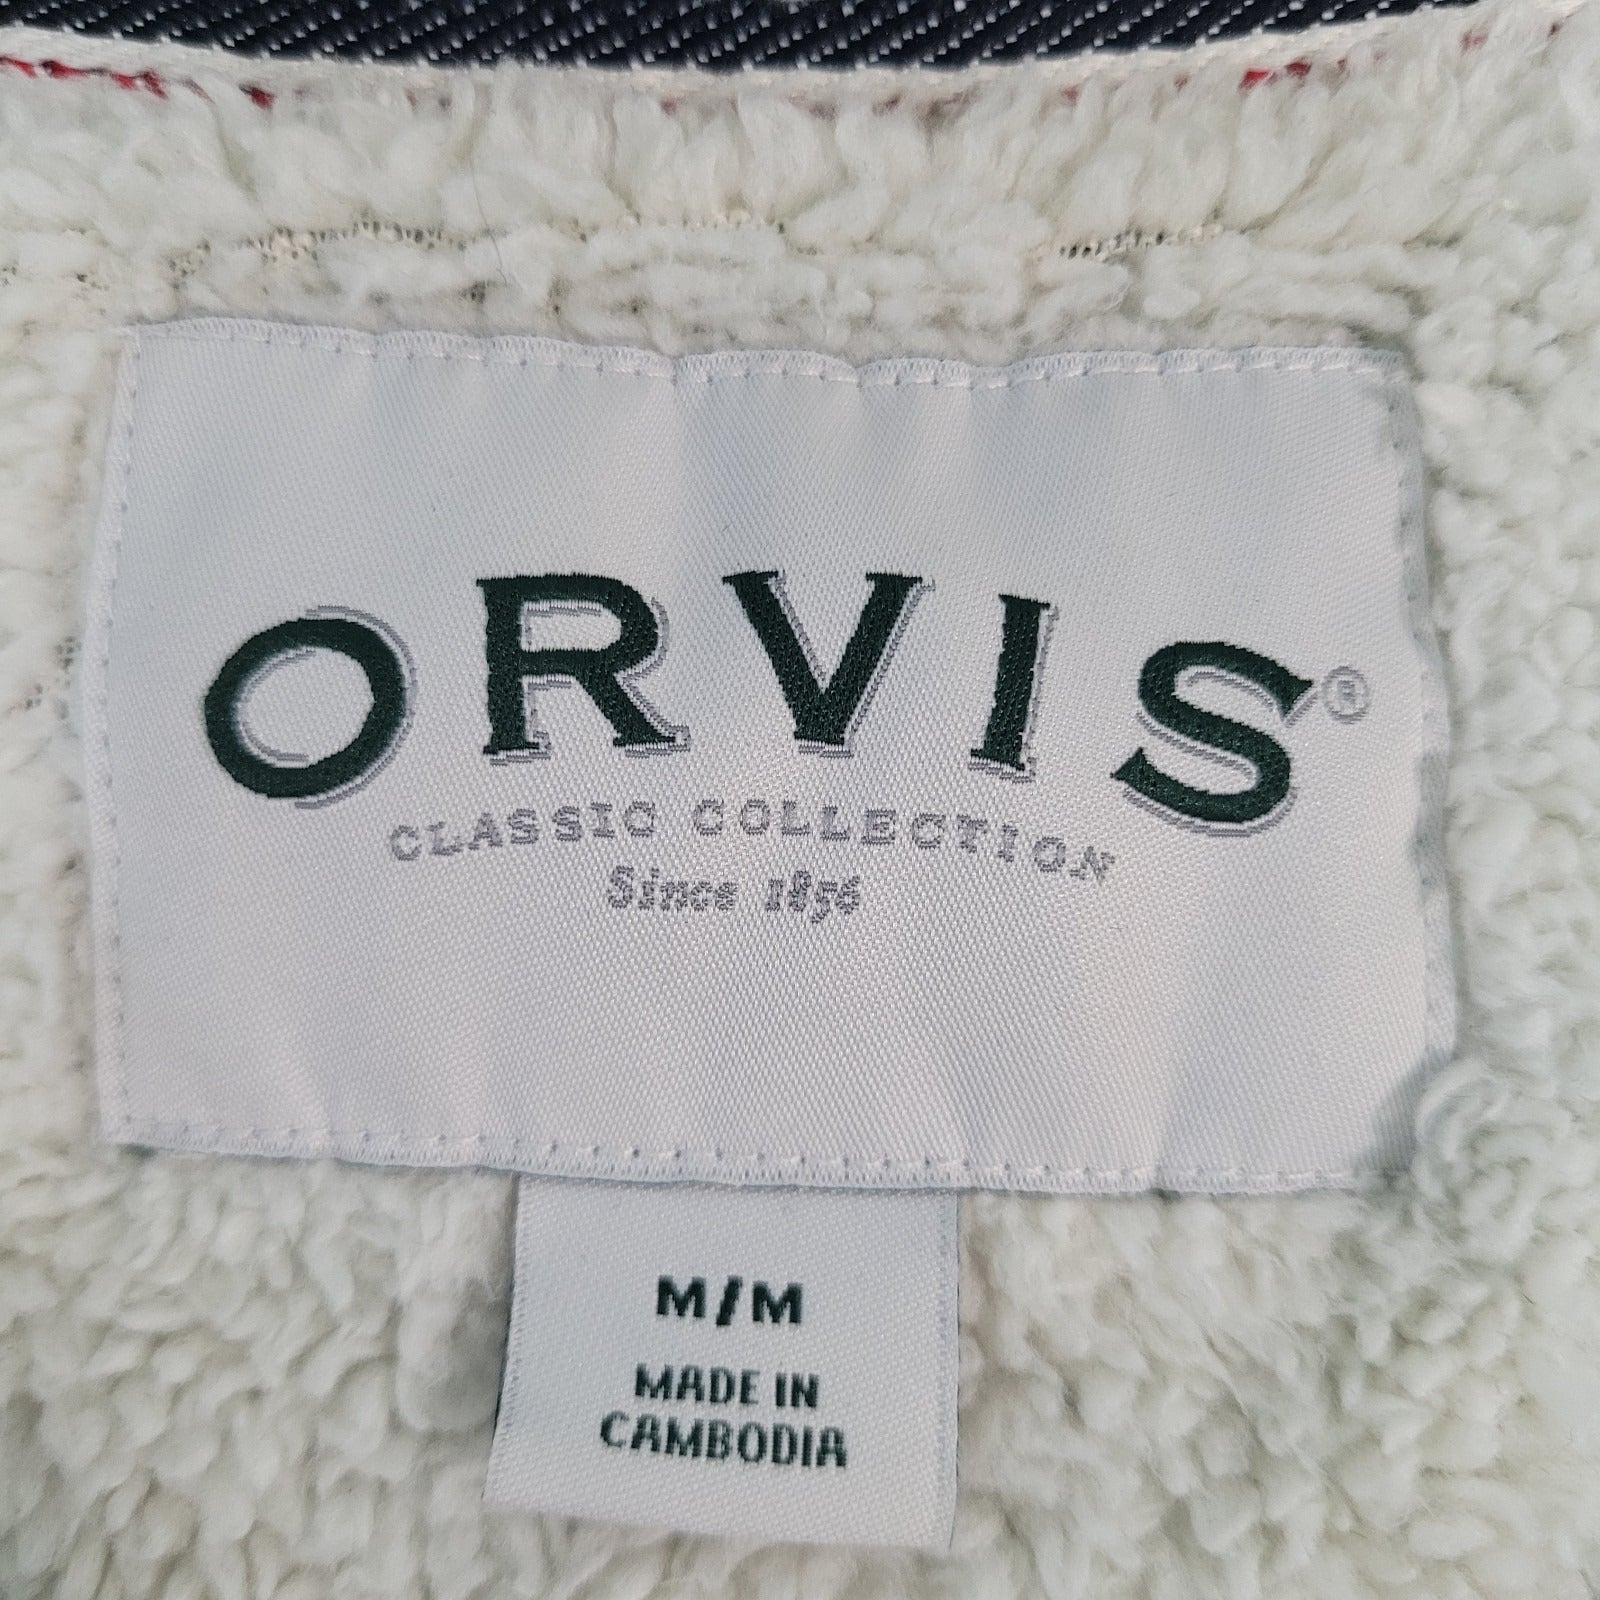 ORVIS®
CLASSIC COLLECTION
Since 1856
M/M
MADE IN
CAMBODIA